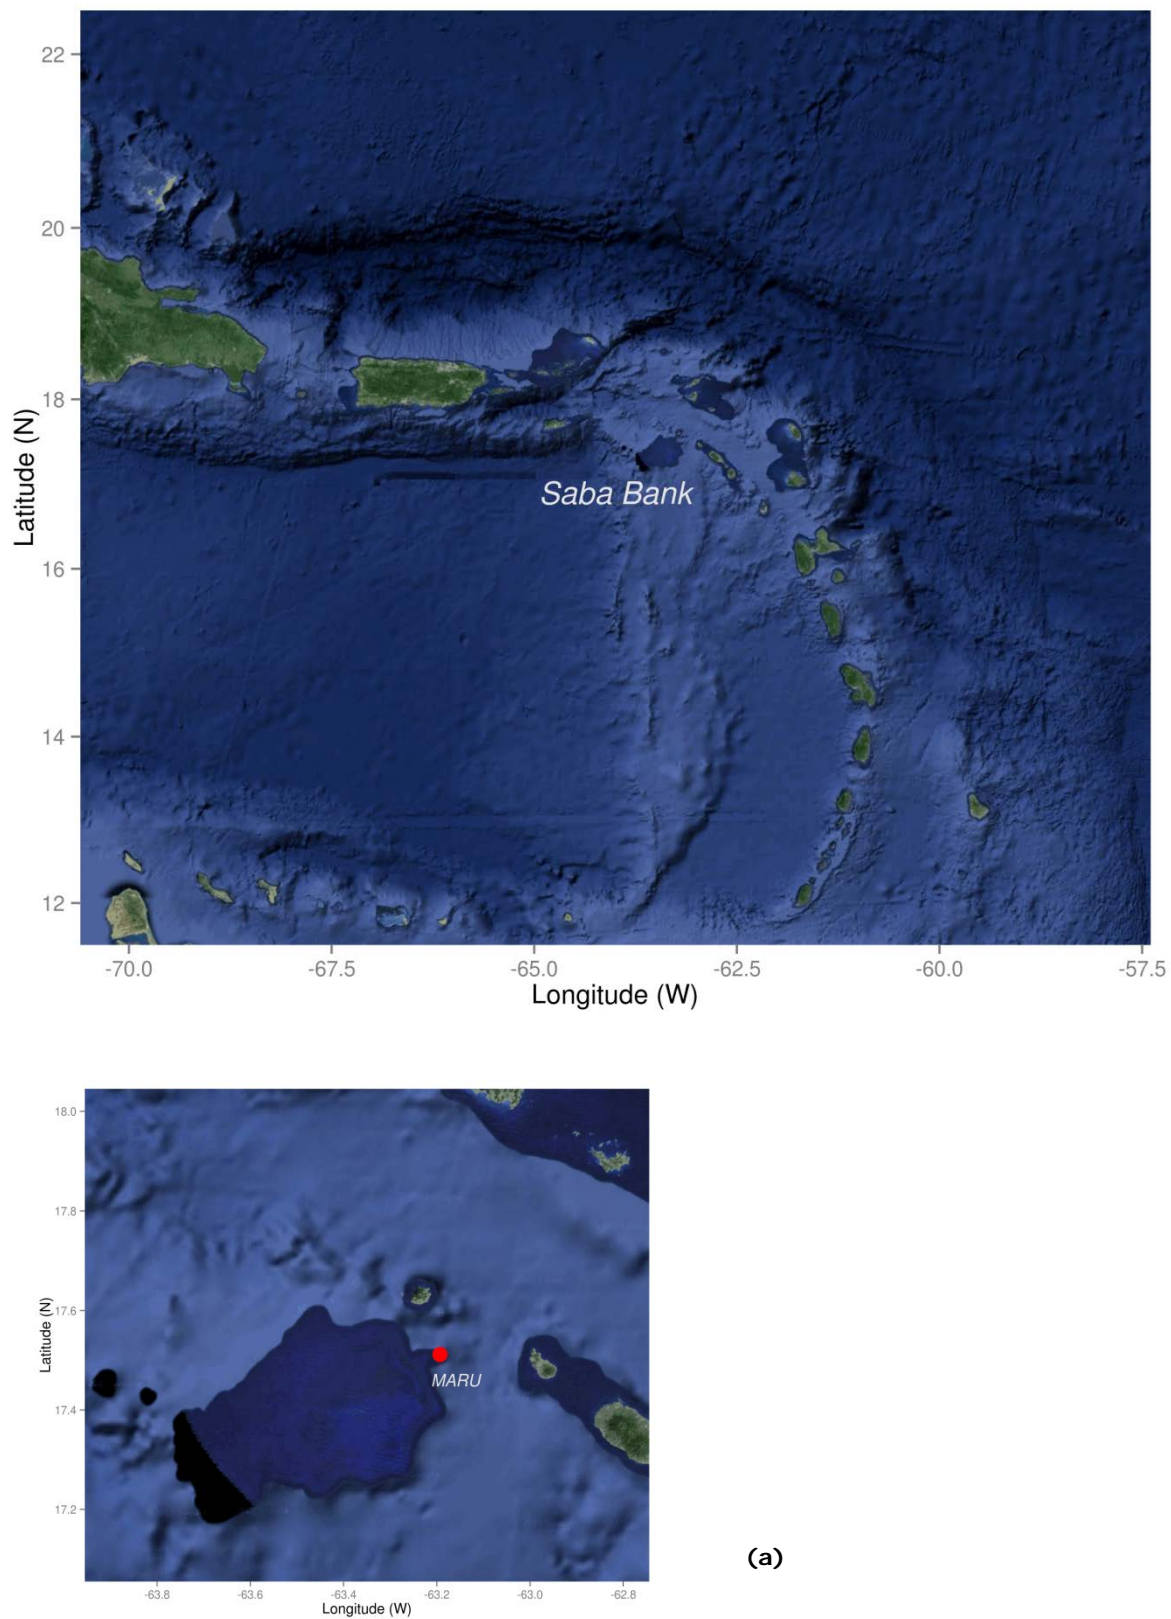 22
20
18
16
14
12
Latitude (N)
Saba Bank
-70.0 -67.5 -65.0 -62.5 -60.0 -57.5
Longitude (W)
18.0
17.8
17.6
17.4
17.2
Latitude (N)
MARU
-63.8 -63.6 -63.4 -63.2 -63.0 -62.8
Longitude (W)
(a)